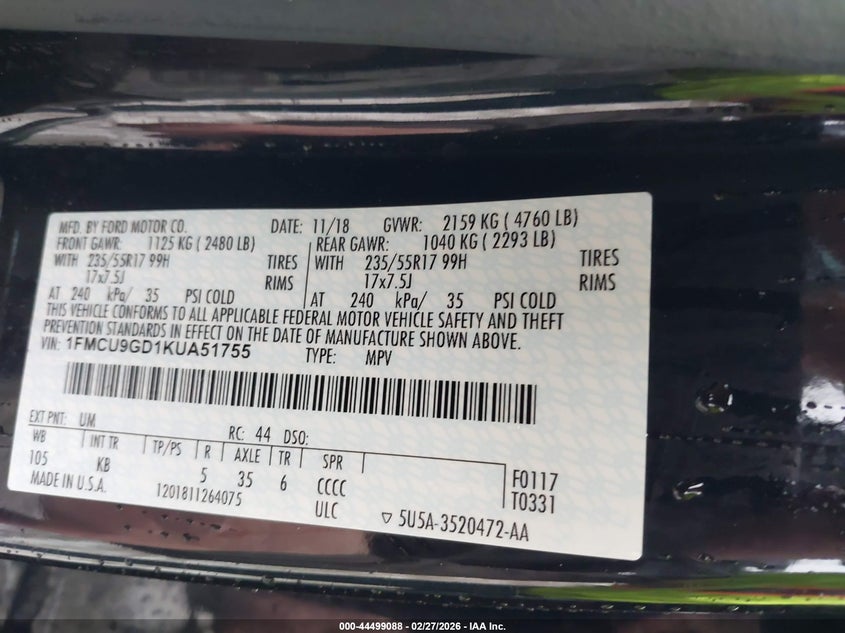 MFD. BY FORD MOTOR CO. DATE: 11/18 GVWR: 2159 KG ( 4760 LB)
FRONT GAWR: 1125 KG ( 2480 LB) REAR GAWR: 1040 KG ( 2293 LB)
WITH 235/55R17 99H TIRES WITH 235/55R17 99H TIRES
17x7.5J RIMS 17x7.5J RIMS
AT 240 kPa/ 35 PSI COLD AT 240 kPa/ 35 PSI COLD
THIS VEHICLE CONFORMS TO ALL APPLICABLE FEDERAL MOTOR VEHICLE SAFETY AND THEFT
PREVENTION STANDARDS IN EFFECT ON THE DATE OF MANUFACTURE SHOWN ABOVE.
VIN: 1FMCU9GD1KUA51755 TYPE: MPV
EXT PNT: UM RC: 44 DSO:
WB INT TR TP/PS R AXLE TR SPR
105 KB 5 35 6 CCCC F0117
MADE IN U.S.A. 1201811264075 ULC T0331
▽ 5U5A-3520472-AA
000-44499088 - 02/27/2026 - IAA Inc.